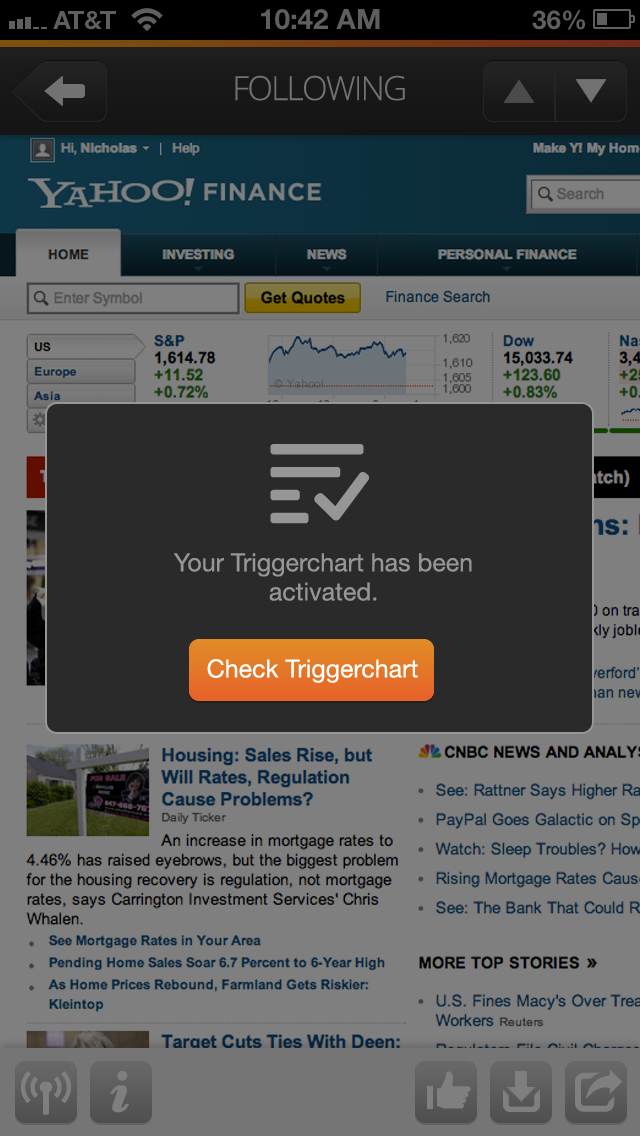 AT&T 10:42 AM 36%
FOLLOWING
Hi, Nicholas | Help Make Y! My Hom
YAHOO! FINANCE
Search
HOME INVESTING NEWS PERSONAL FINANCE
Enter Symbol Get Quotes Finance Search
US
Europe
Asia
S&P
1,614.78
+11.52
+0.72%
1,620
1,610
1,605
1,600
© Yahoo!
Dow
15,033.74
+123.60
+0.83%
Nas
3,4
+2
+0
atch)
ns:
Your Triggerchart has been
activated.
Check Triggerchart
0 on tra
kly joble
verford'
han new
Housing: Sales Rise, but
Will Rates, Regulation
Cause Problems?
Daily Ticker
An increase in mortgage rates to
4.46% has raised eyebrows, but the biggest problem
for the housing recovery is regulation, not mortgage
rates, says Carrington Investment Services' Chris
Whalen.
See Mortgage Rates in Your Area
Pending Home Sales Soar 6.7 Percent to 6-Year High
As Home Prices Rebound, Farmland Gets Riskier:
Kleintop
Target Cuts Ties With Deen:
FOR SALE
CNBC NEWS AND ANALYS
See: Rattner Says Higher Ra
PayPal Goes Galactic on Sp
Watch: Sleep Troubles? How
Rising Mortgage Rates Caus
See: The Bank That Could R
MORE TOP STORIES »
U.S. Fines Macy's Over Trea
Workers Reuters